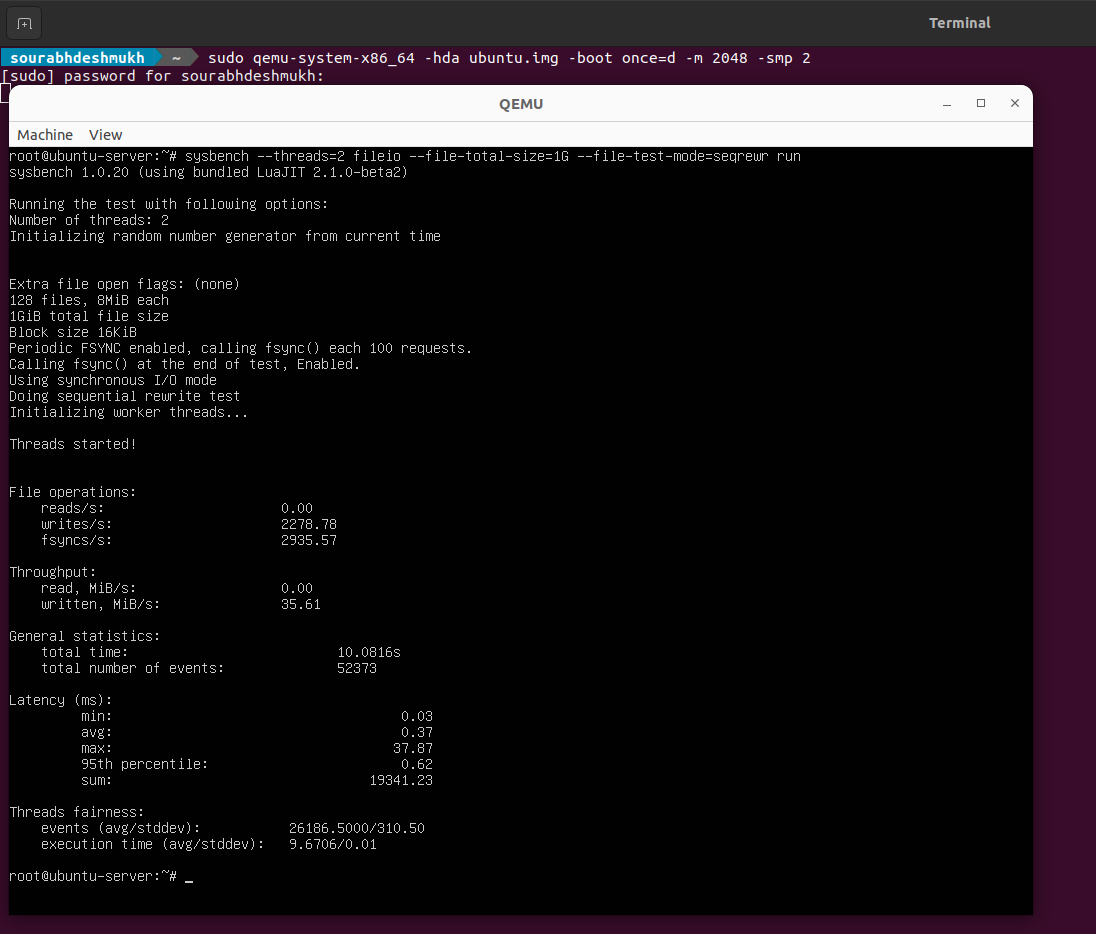 Terminal
sourabhdeshmukh ~ sudo qemu-system-x86_64 -hda ubuntu.img -boot once=d -m 2048 -smp 2
[sudo] password for sourabhdeshmukh:
QEMU
Machine View
root@ubuntu-server:~# sysbench --threads=2 fileio --file-total-size=1G --file-test-mode=seqrewr run
sysbench 1.0.20 (using bundled LuaJIT 2.1.0-beta2)
Running the test with following options:
Number of threads: 2
Initializing random number generator from current time
Extra file open flags: (none)
128 files, 8MiB each
1GiB total file size
Block size 16KiB
Periodic FSYNC enabled, calling fsync() each 100 requests.
Calling fsync() at the end of test, Enabled.
Using synchronous I/O mode
Doing sequential rewrite test
Initializing worker threads...
Threads started!
File operations:
reads/s: 0.00
writes/s: 2278.78
fsyncs/s: 2935.57
Throughput:
read, MiB/s: 0.00
written, MiB/s: 35.61
General statistics:
total time: 10.0816s
total number of events: 52373
Latency (ms):
min: 0.03
avg: 0.37
max: 37.87
95th percentile: 0.62
sum: 19341.23
Threads fairness:
events (avg/stddev): 26186.5000/310.50
execution time (avg/stddev): 9.6706/0.01
root@ubuntu-server:~# _